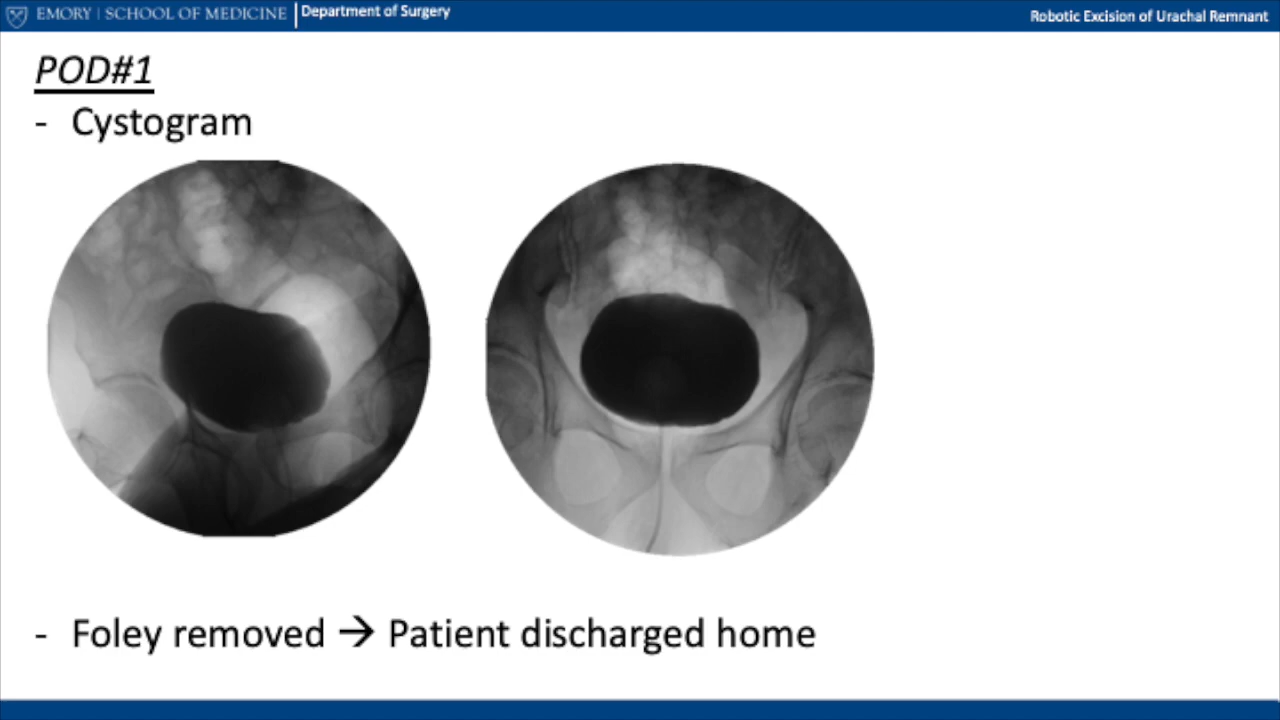 EMORY | SCHOOL OF MEDICINE | Department of Surgery
Robotic Excision of Urachal Remnant
POD#1
- Cystogram
- Foley removed → Patient discharged home